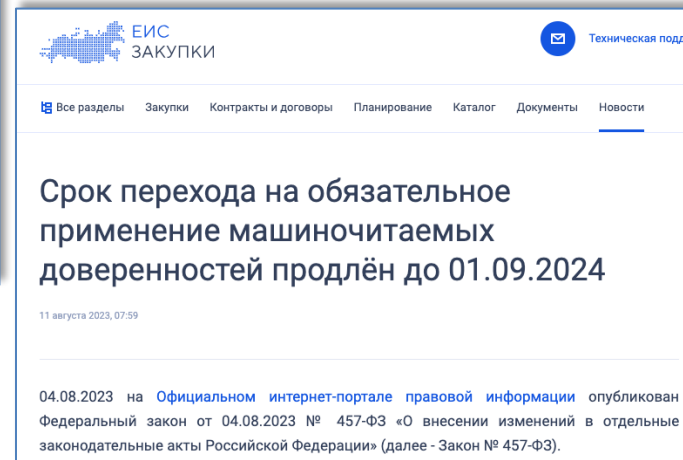 ЕИС
ЗАКУПКИ
Техническая
Все разделы Закупки Контракты и договоры Планирование Каталог Документы Новости
Срок перехода на обязательное
применение машиночитаемых
доверенностей продлён до 01.09.2024
11 августа 2023, 07:59
04.08.2023 на Официальном интернет-портале правовой информации опубликован
Федеральный закон от 04.08.2023 № 457-ФЗ «О внесении изменений в отдельные
законодательные акты Российской Федерации» (далее - Закон № 457-ФЗ).